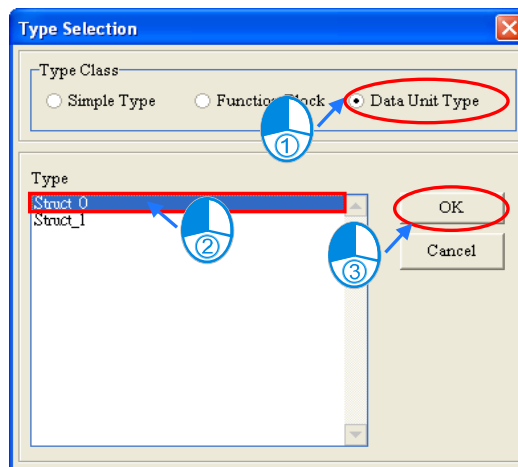 Type Selection
Type Class
Simple Type Function Block Data Unit Type
①
Type
Struct_0
Struct_1
②
OK
Cancel
③